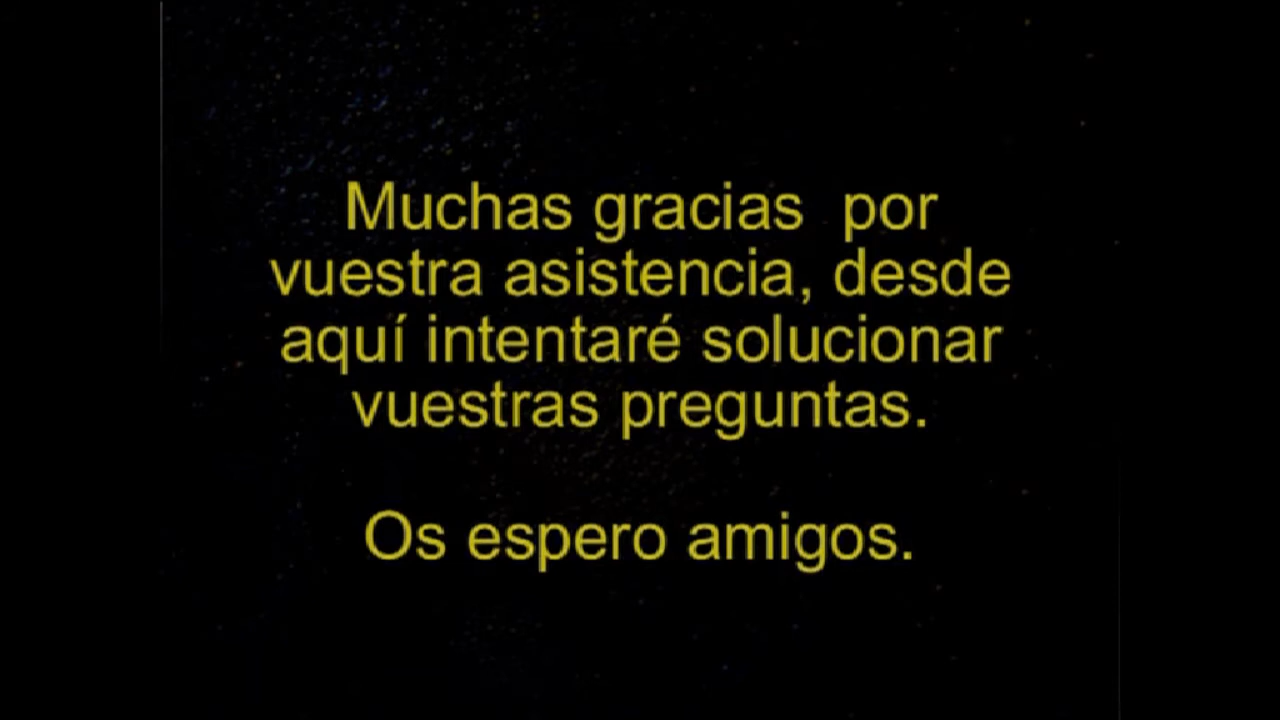 Muchas gracias  por
vuestra asistencia, desde
aquí intentaré solucionar
vuestras preguntas.
Os espero amigos.